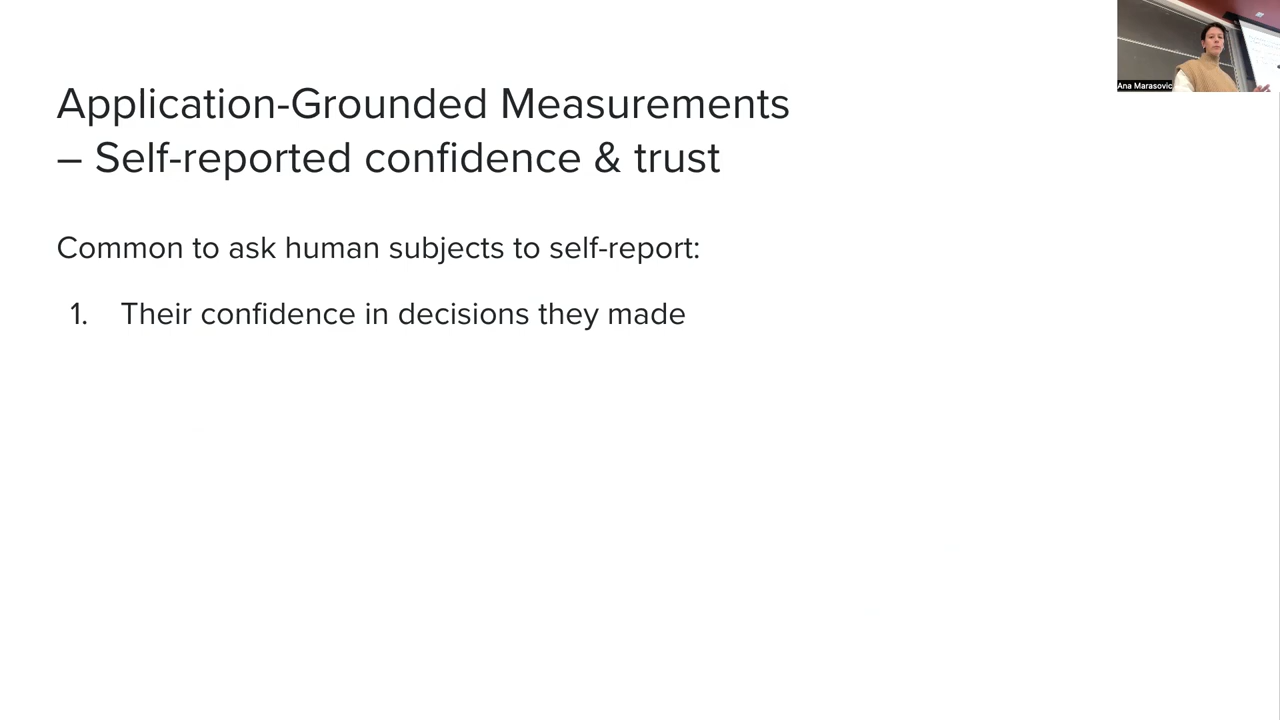 Ana Marasovic
Application-Grounded Measurements
– Self-reported confidence & trust
Common to ask human subjects to self-report:
1. Their confidence in decisions they made